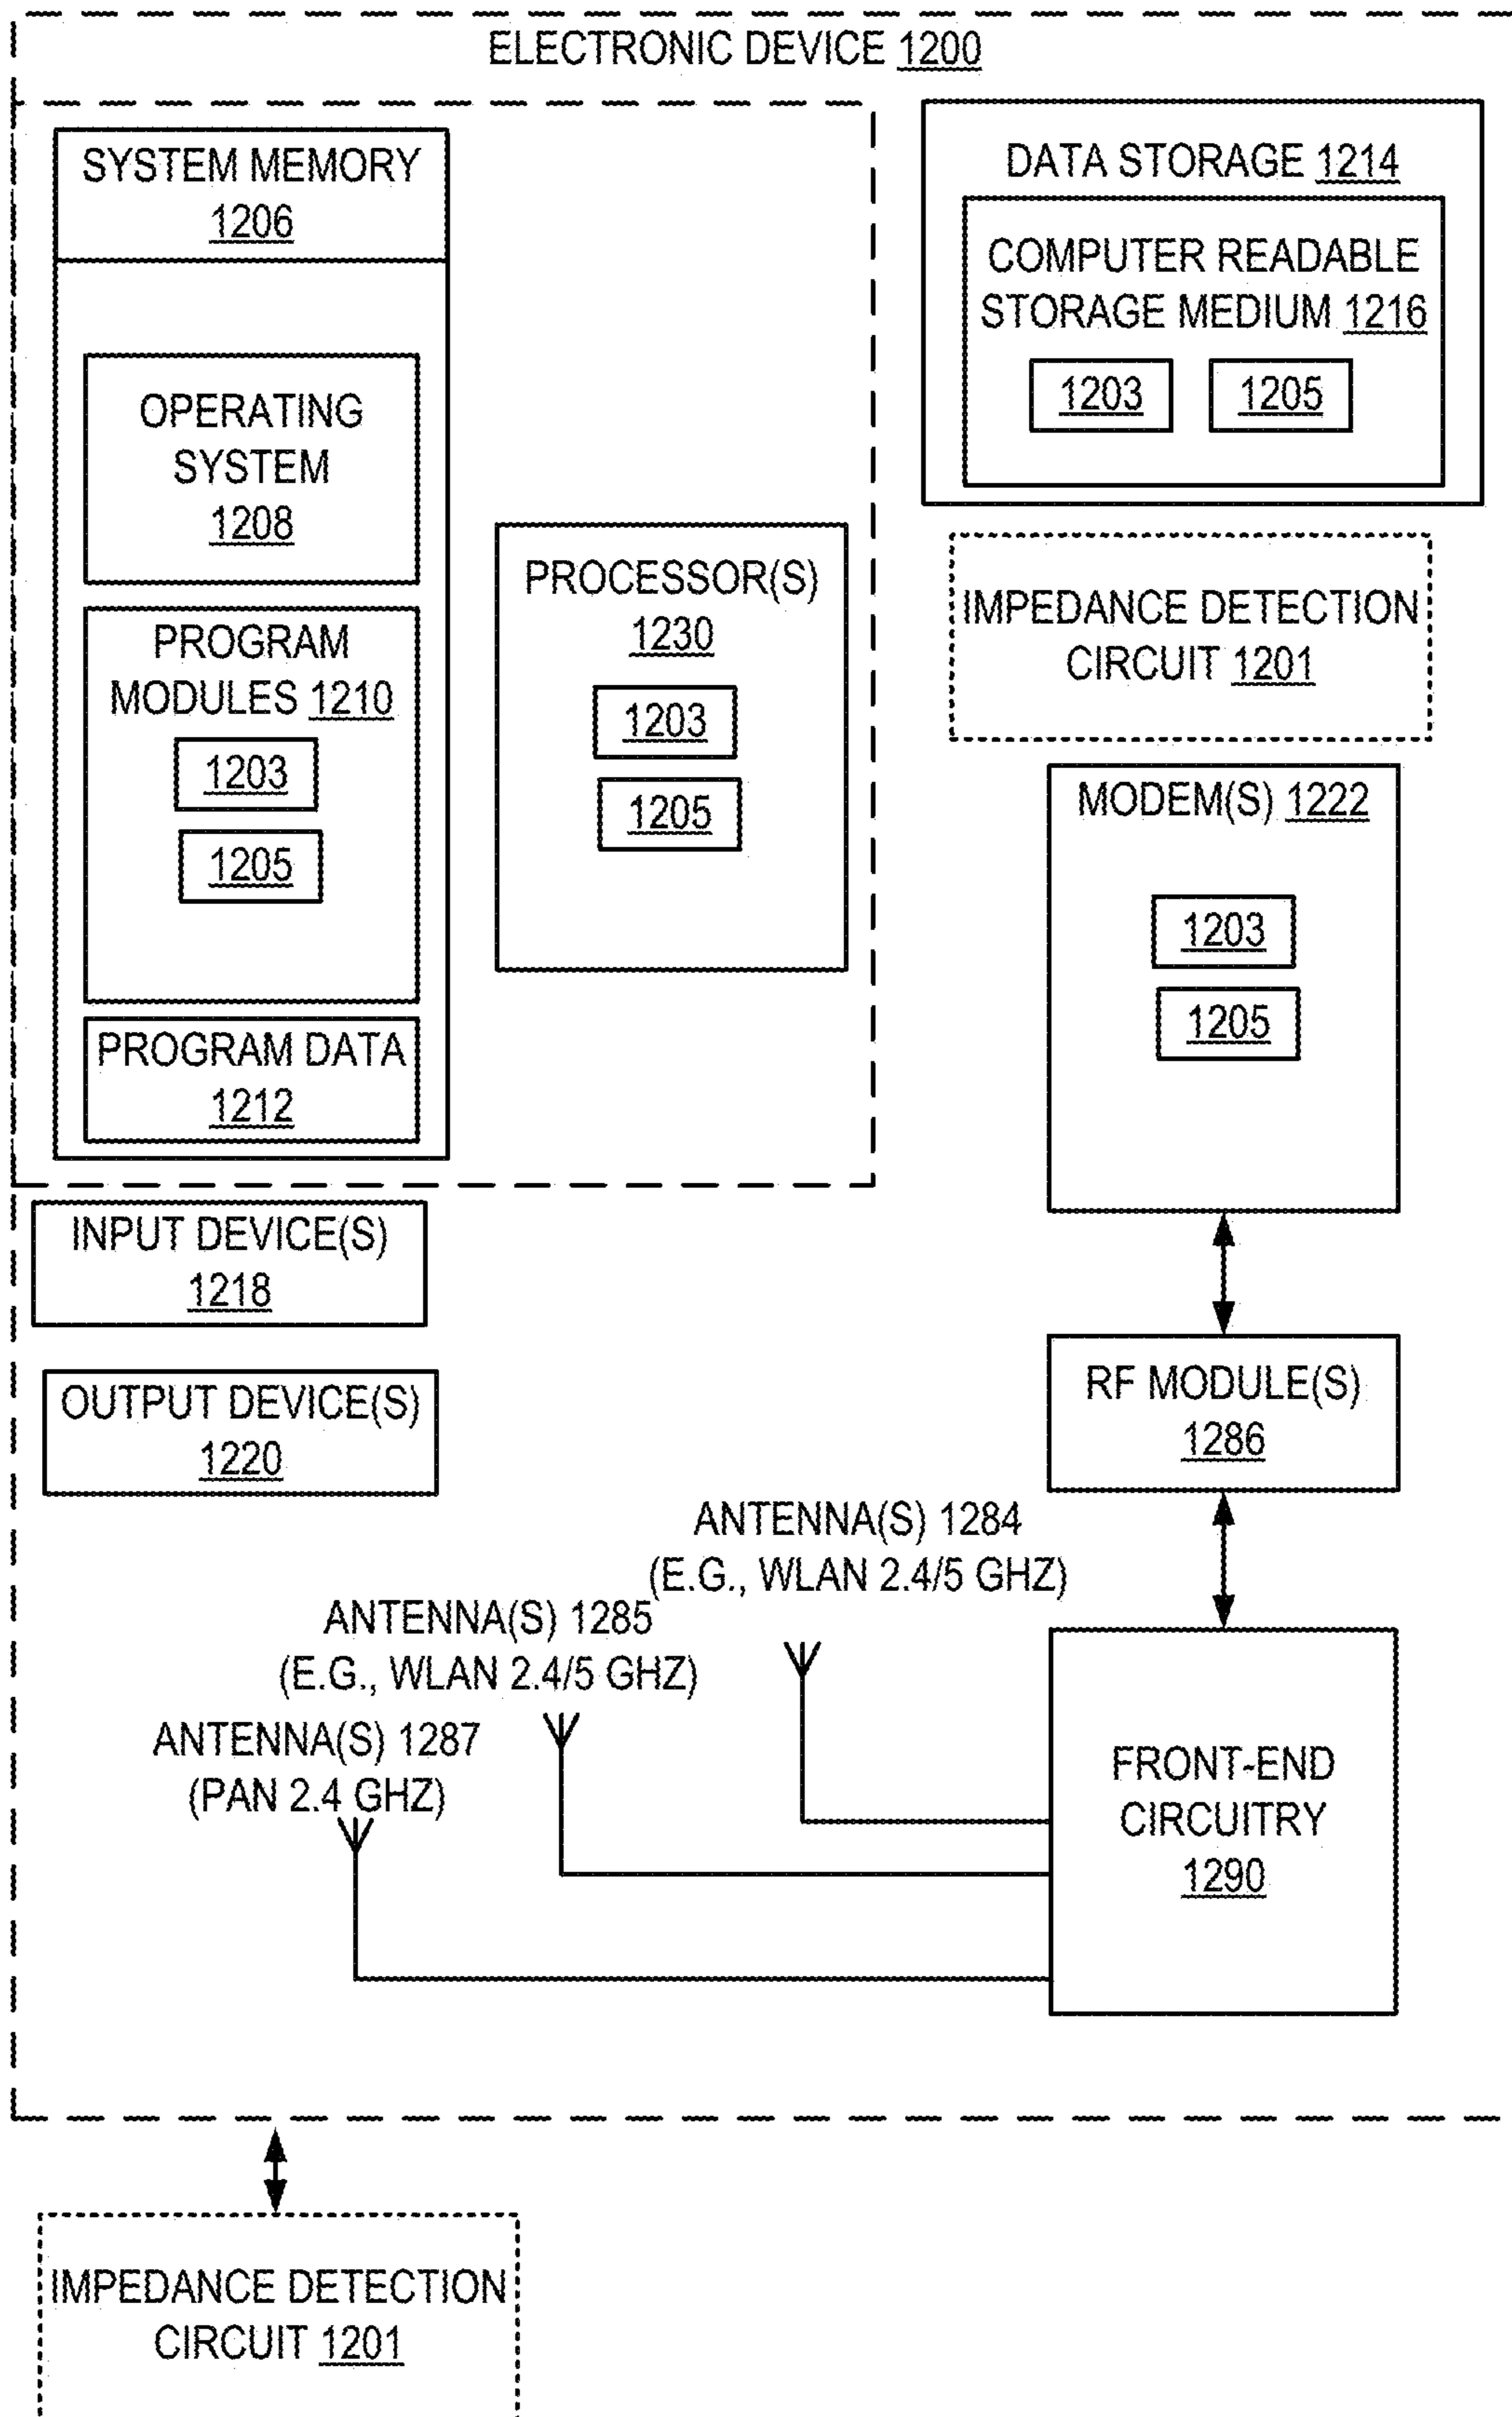 ELECTRONIC DEVICE 1200
SYSTEM MEMORY
1206
OPERATING
SYSTEM
1208
PROGRAM
MODULES 1210
1203
1205
PROGRAM DATA
1212
PROCESSOR(S)
1230
1203
1205
DATA STORAGE 1214
COMPUTER READABLE
STORAGE MEDIUM 1216
1203 1205
IMPEDANCE DETECTION
CIRCUIT 1201
MODEM(S) 1222
1203
1205
INPUT DEVICE(S)
1218
OUTPUT DEVICE(S)
1220
RF MODULE(S)
1286
ANTENNA(S) 1284
(E.G., WLAN 2.4/5 GHZ)
ANTENNA(S) 1285
(E.G., WLAN 2.4/5 GHZ)
ANTENNA(S) 1287
(PAN 2.4 GHZ)
FRONT-END
CIRCUITRY
1290
IMPEDANCE DETECTION
CIRCUIT 1201